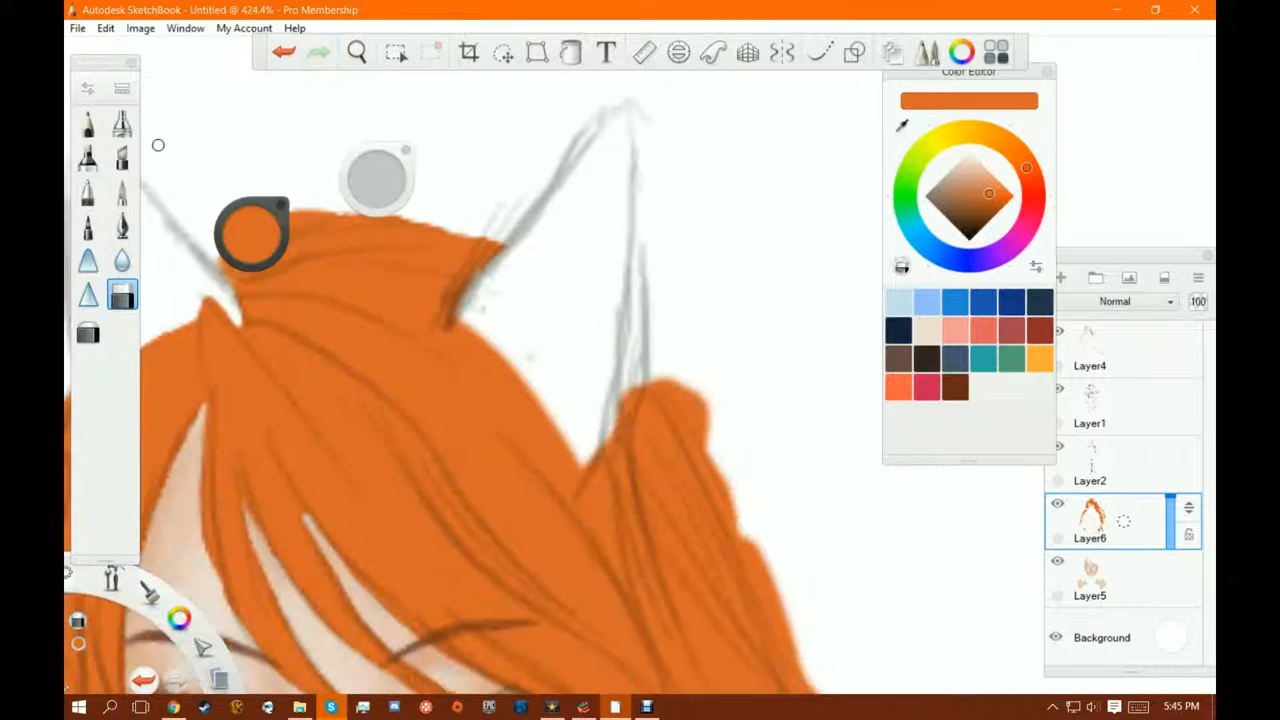 Autodesk SketchBook - Untitled @ 424.4% - Pro Membership
File Edit Image Window My Account Help
T
Color Editor
Normal 100
Layer4
Layer1
Layer2
Layer6
Layer5
Background
5:45 PM